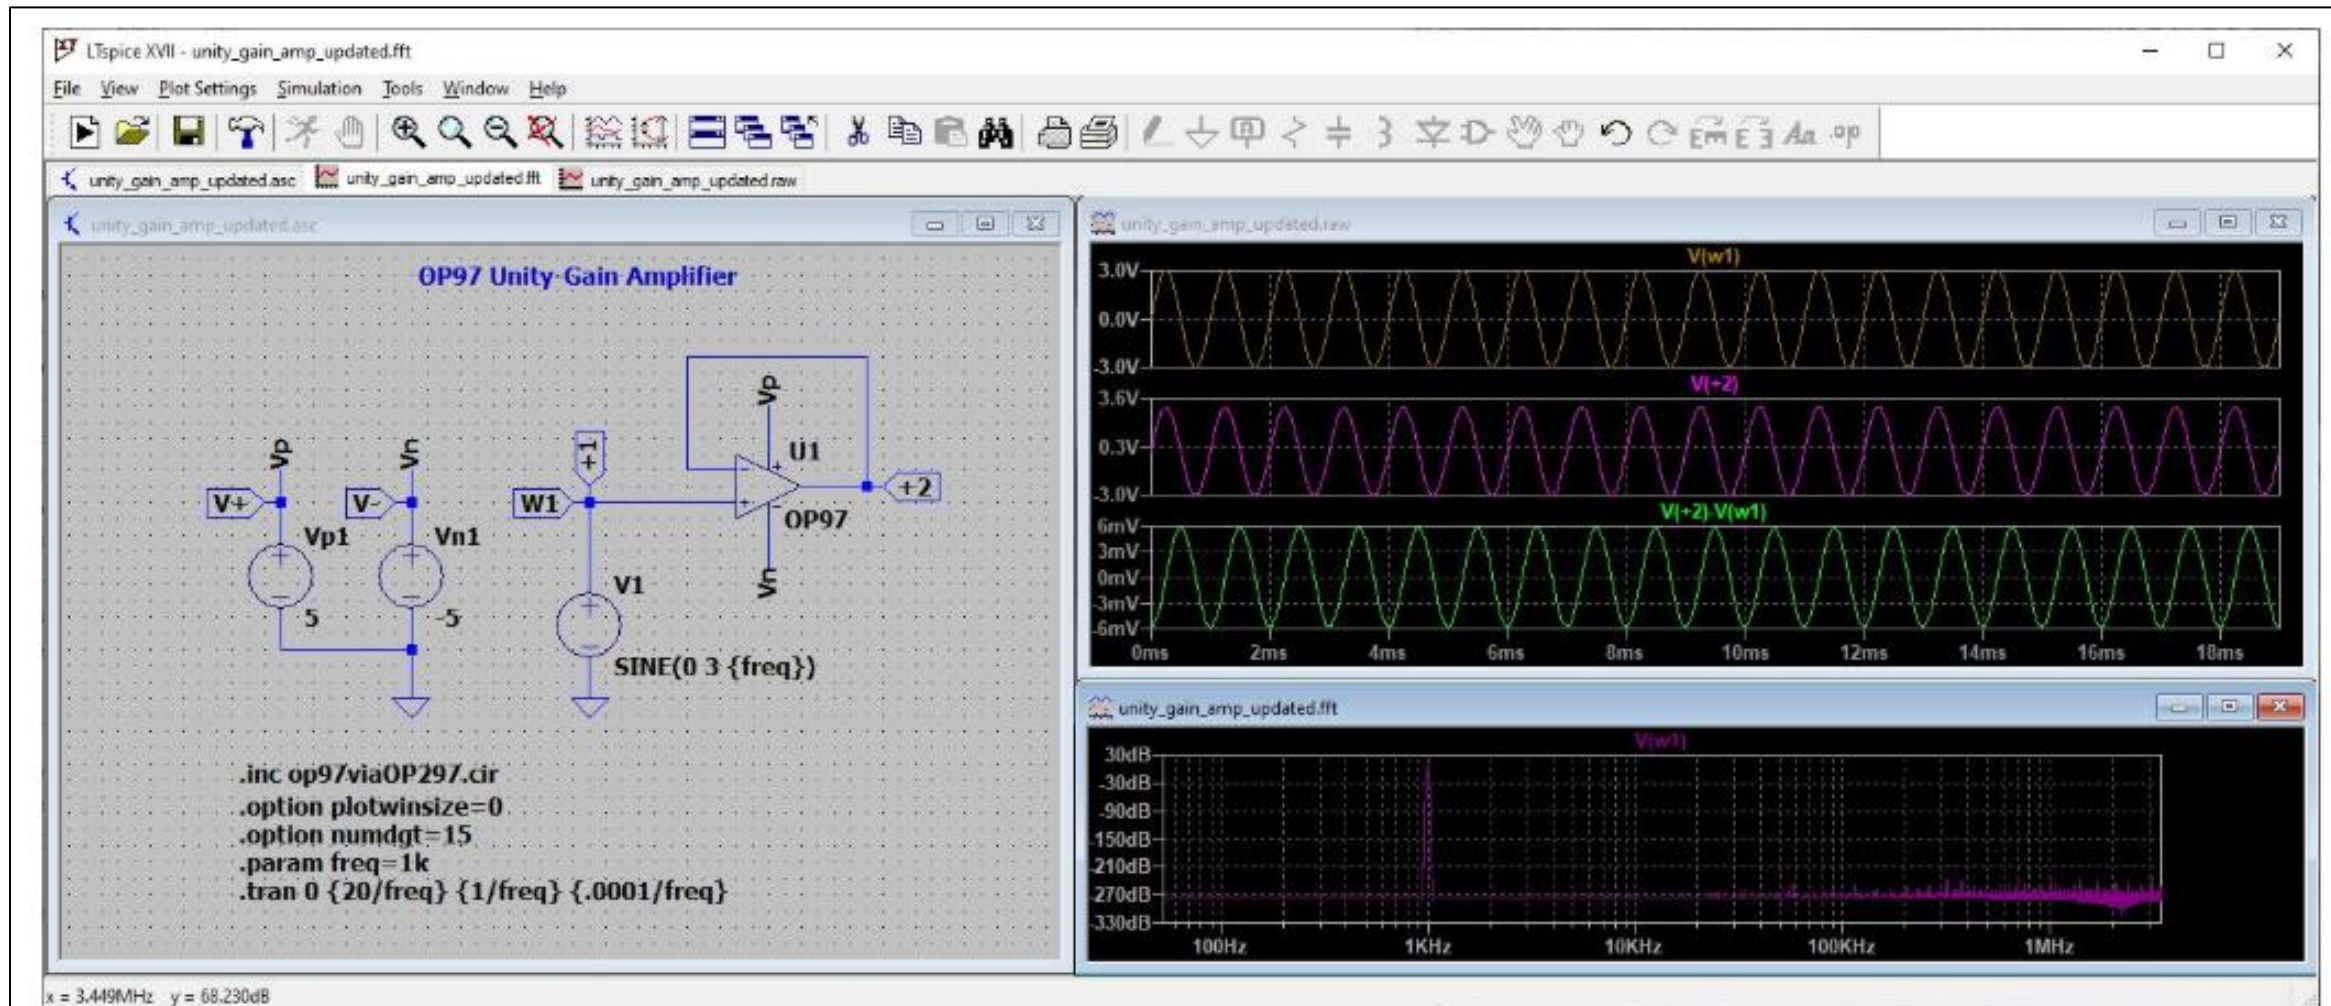 LTspice XVII - unity_gain_amp_updated.fft
File View Plot Settings Simulation Tools Window Help
unity_gain_amp_updated.asc unity_gain_amp_updated.fft unity_gain_amp_updated.raw
unity_gain_amp_updated.asc
OP97 Unity-Gain Amplifier
Vp
Vn
+1
Vp
U1
V+
V-
W1
+2
OP97
Vp1
Vn1
Vn
V1
5
-5
SINE(0 3 {freq})
.inc op97viaOP297.cir
.option plotwinsize=0
.option numdgt=15
.param freq=1k
.tran 0 {20/freq} {1/freq} {.0001/freq}
unity_gain_amp_updated.raw
V(w1)
3.0V
0.0V
-3.0V
V(+2)
3.6V
0.3V
-3.0V
V(+2)-V(w1)
6mV
3mV
0mV
-3mV
-6mV
0ms 2ms 4ms 6ms 8ms 10ms 12ms 14ms 16ms 18ms
unity_gain_amp_updated.fft
V(w1)
30dB
-30dB
-90dB
-150dB
-210dB
-270dB
-330dB
100Hz 1KHz 10KHz 100KHz 1MHz
x = 3.449MHz y = 68.230dB